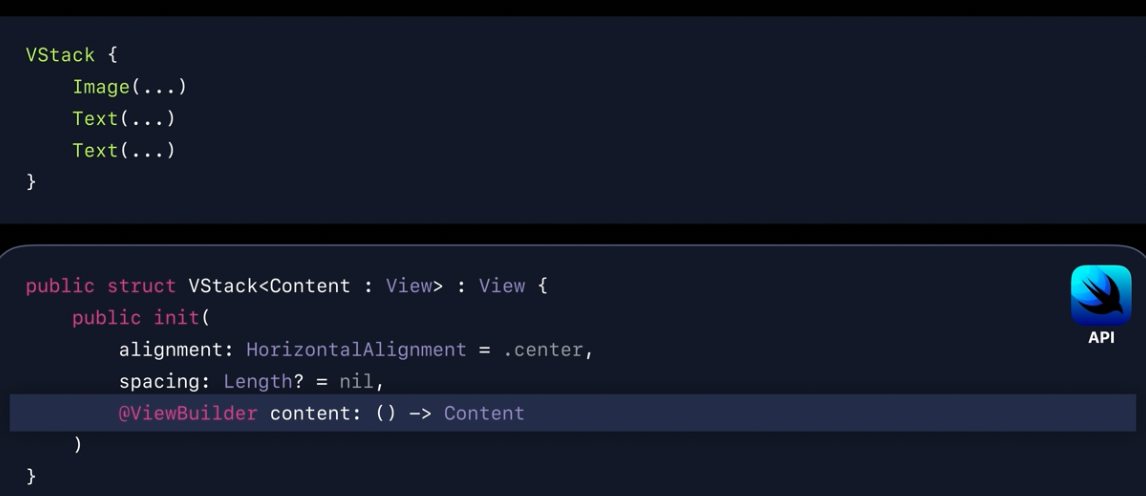 VStack {
    Image(...)
    Text(...)
    Text(...)
}
public struct VStack<Content : View> : View {
    public init(
        alignment: HorizontalAlignment = .center,
        spacing: Length? = nil,
        @ViewBuilder content: () -> Content
    )
}
API